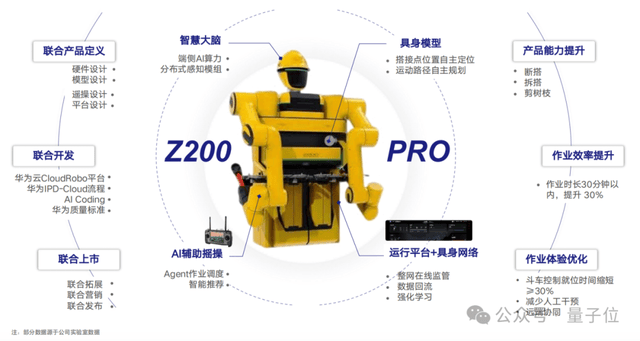 联合产品定义
硬件设计
模型设计
遥操设计
平台设计
联合开发
华为云CloudRobo平台
华为IPD-Cloud流程
AI Coding
华为质量标准
联合上市
联合拓展
联合营销
联合发布
智慧大脑
端侧AI算力
分布式感知模组
具身模型
搭接点位置自主定位
运动路径自主规划
Z200
PRO
AI辅助摇操
Agent作业调度
智能推荐
运行平台+具身网络
整网在线监管
数据回流
强化学习
产品能力提升
断搭
拆搭
剪树枝
作业效率提升
作业时长30分钟以
内，提升 30%
作业体验优化
斗车控制就位时间缩短
≥30%
减少人工干预
公众号 量子位
注：部分数据源于公司实验室数据